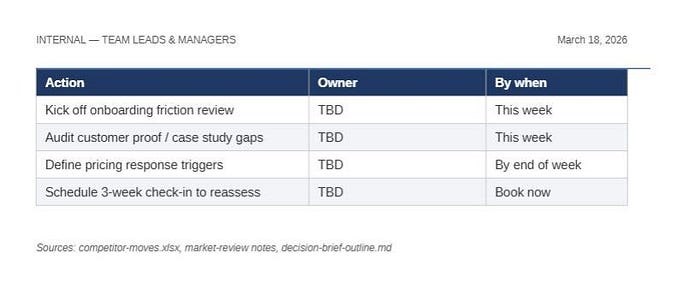 INTERNAL — TEAM LEADS & MANAGERS March 18, 2026
Action Owner By when
Kick off onboarding friction review TBD This week
Audit customer proof / case study gaps TBD This week
Define pricing response triggers TBD By end of week
Schedule 3-week check-in to reassess TBD Book now
Sources: competitor-moves.xlsx, market-review notes, decision-brief-outline.md